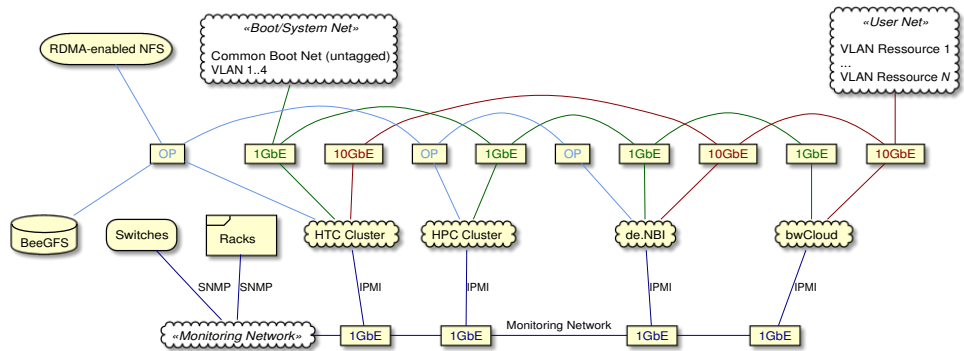 «Boot/System Net»
Common Boot Net (untagged)
VLAN 1..4
«User Net»
VLAN Ressource 1
...
VLAN Ressource N
RDMA-enabled NFS
OP
1GbE
10GbE
OP
1GbE
OP
1GbE
10GbE
1GbE
10GbE
BeeGFS
Switches
Racks
HTC Cluster
HPC Cluster
de.NBI
bwCloud
SNMP
SNMP
IPMI
IPMI
IPMI
IPMI
«Monitoring Network»
1GbE
1GbE
Monitoring Network
1GbE
1GbE